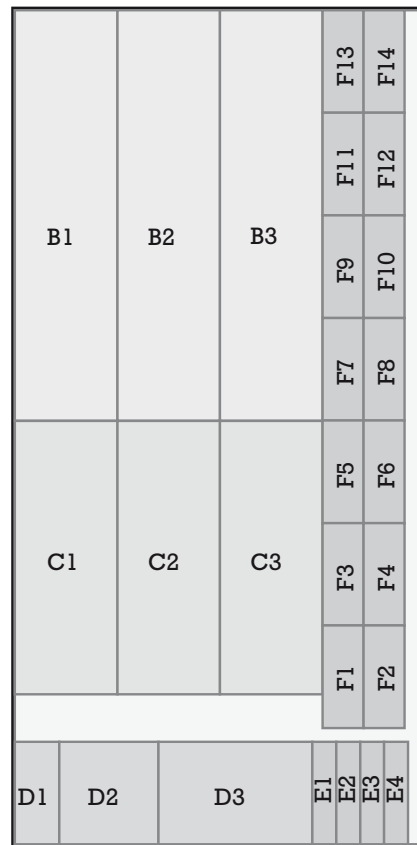 F13 F14
F11 F12
B1 B2 B3 F9 F10
F7 F8
F5 F6
C1 C2 C3 F3 F4
F1 F2
D1 D2 D3 E1 E2 E3 E4